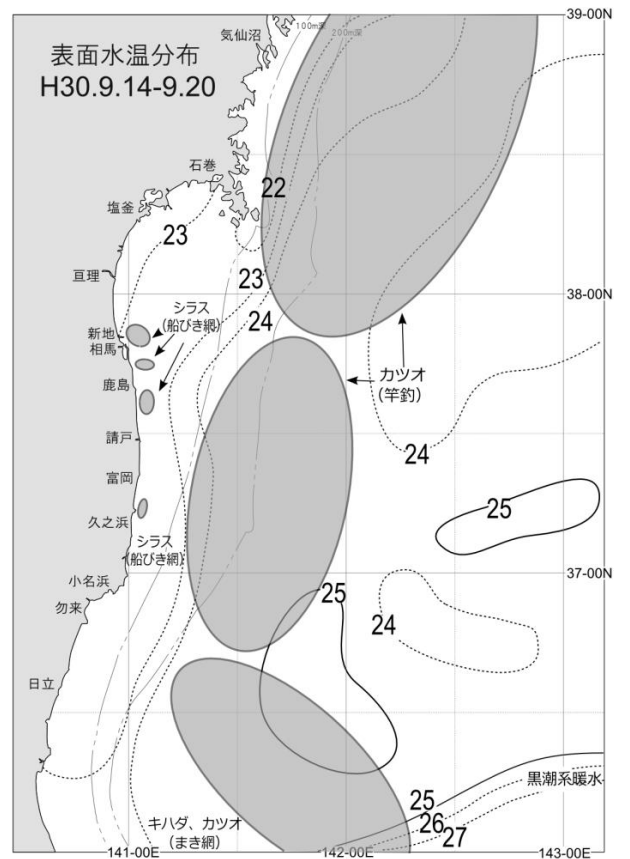 39-00N
100m深
200m深
気仙沼
表面水温分布
H30.9.14-9.20
石巻
22
塩釜
23
亘理
23
38-00N
シラス
(船びき網)
24
新地
相馬
カツオ
(竿釣)
鹿島
請戸
24
富岡
25
久之浜
シラス
(船びき網)
37-00N
小名浜
25
勿来
24
日立
黒潮系暖水
25
26
27
キハダ、カツオ
(まき網)
141-00E
142-00E
143-00E